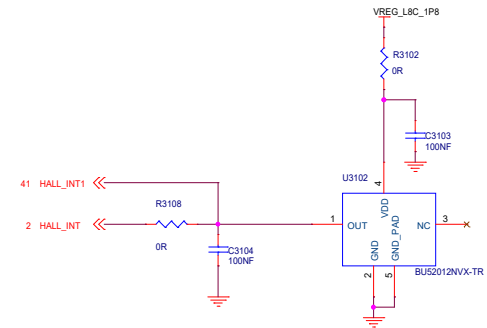 VREG_L8C_1P8
R3102
0R
C3103
100NF
U3102
4
VDD
41 HALL_INT1
R3108
2 HALL_INT
0R
1
OUT
GND
GND_PAD
NC
3
C3104
100NF
BU52012NVX-TR
2
5